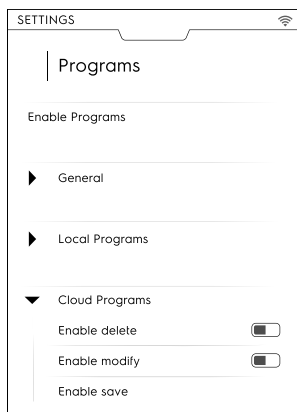 SETTINGS
Programs
Enable Programs
General
Local Programs
Cloud Programs
Enable delete
Enable modify
Enable save